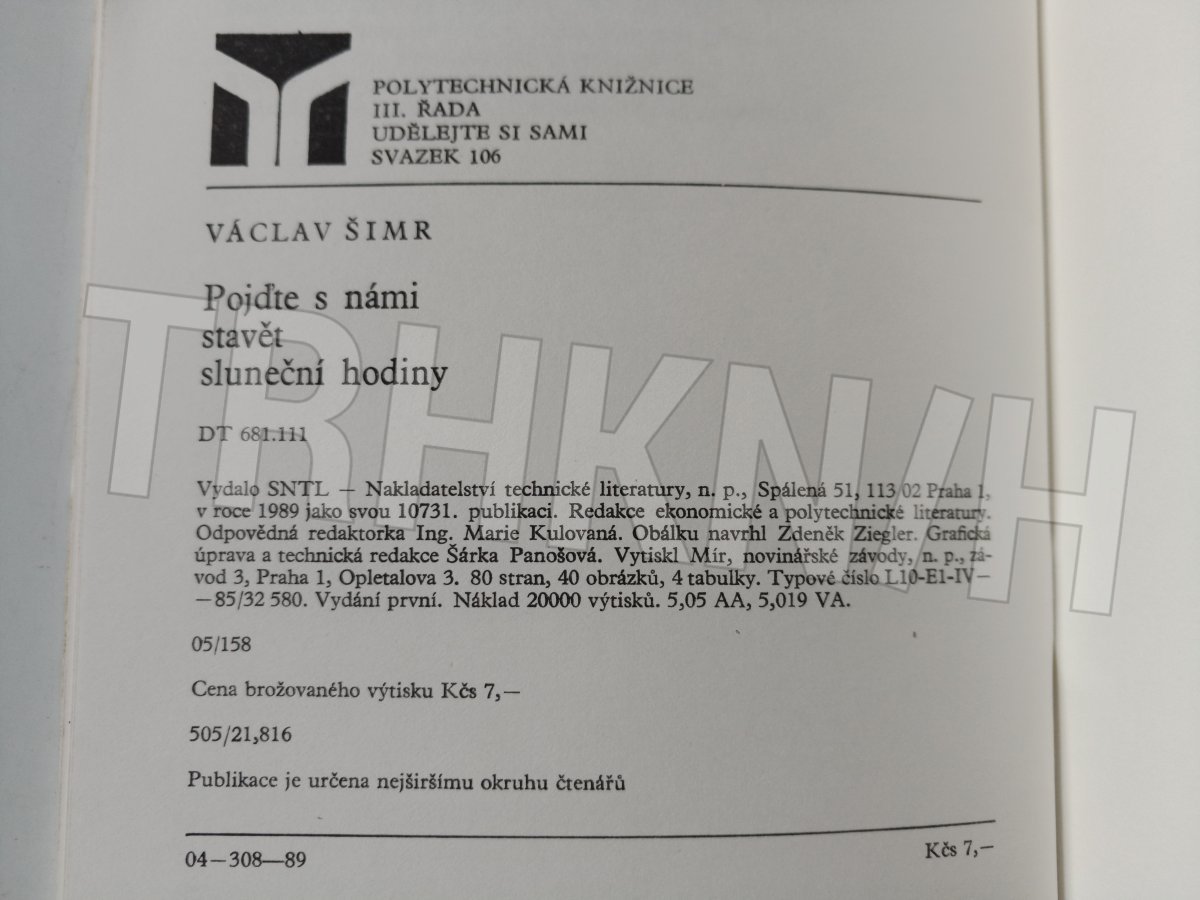 POLYTECHNICKÁ KNIŽNICE
III. ŘADA
UDĚLEJTE SI SAMI
SVAZEK 106
VÁCLAV ŠIMR
Pojďte s námi
stavět
sluneční hodiny
DT 681.111
Vydalo SNTL — Nakladatelství technické literatury, n. p., Spálená 51, 113 02 Praha 1,
v roce 1989 jako svou 10731. publikaci. Redakce ekonomické a polytechnické literatury.
Odpovědná redaktorka Ing. Marie Kulovaná. Obálku navrhl Zdeněk Ziegler. Grafická
úprava a technická redakce Šárka Panošová. Vytiskl Mír, novinářské závody, n. p., zá-
vod 3, Praha 1, Opletalova 3. 80 stran, 40 obrázků, 4 tabulky. Typové číslo L10-E1-IV—
—85/32 580. Vydání první. Náklad 20000 výtisků. 5,05 AA, 5,019 VA.
05/158
Cena brožovaného výtisku Kčs 7,—
505/21,816
Publikace je určena nejširšímu okruhu čtenářů
04—308—89 Kčs 7,—
TRHKNIH